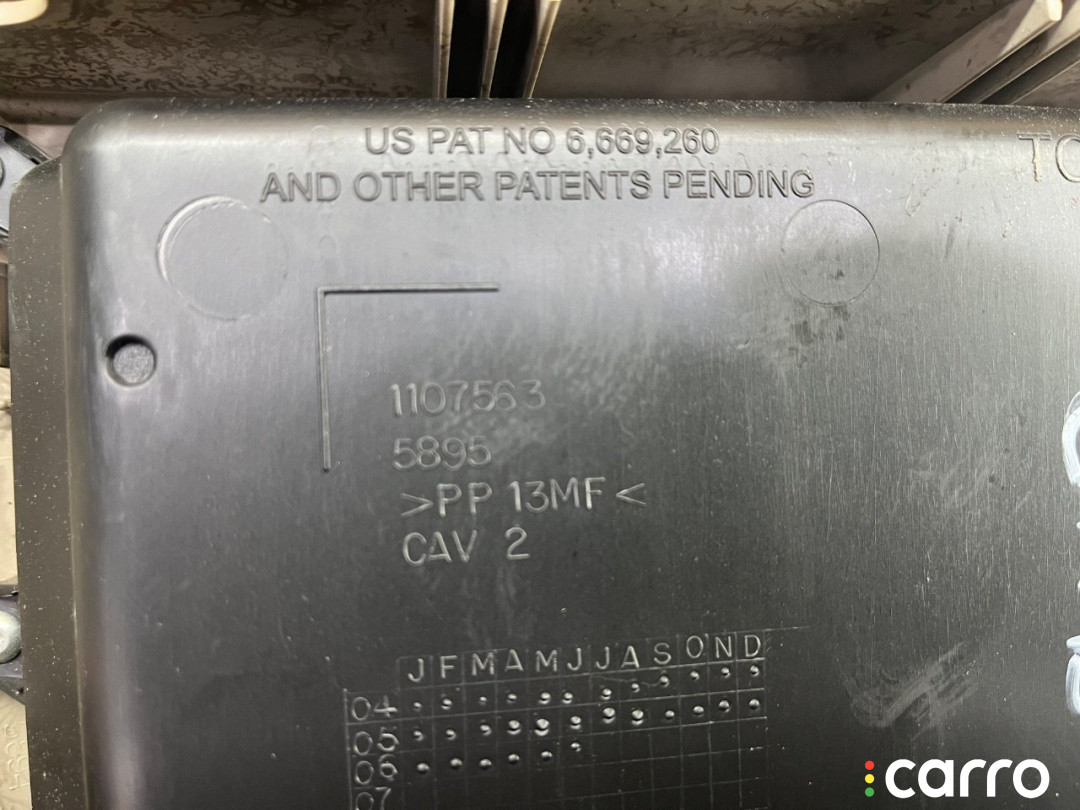 US PAT NO 6,669,260
AND OTHER PATENTS PENDING
TO
1107563
5895
>PP 13MF<
CAV 2
J F M A M J J A S O N D
04
05
06
07
carro